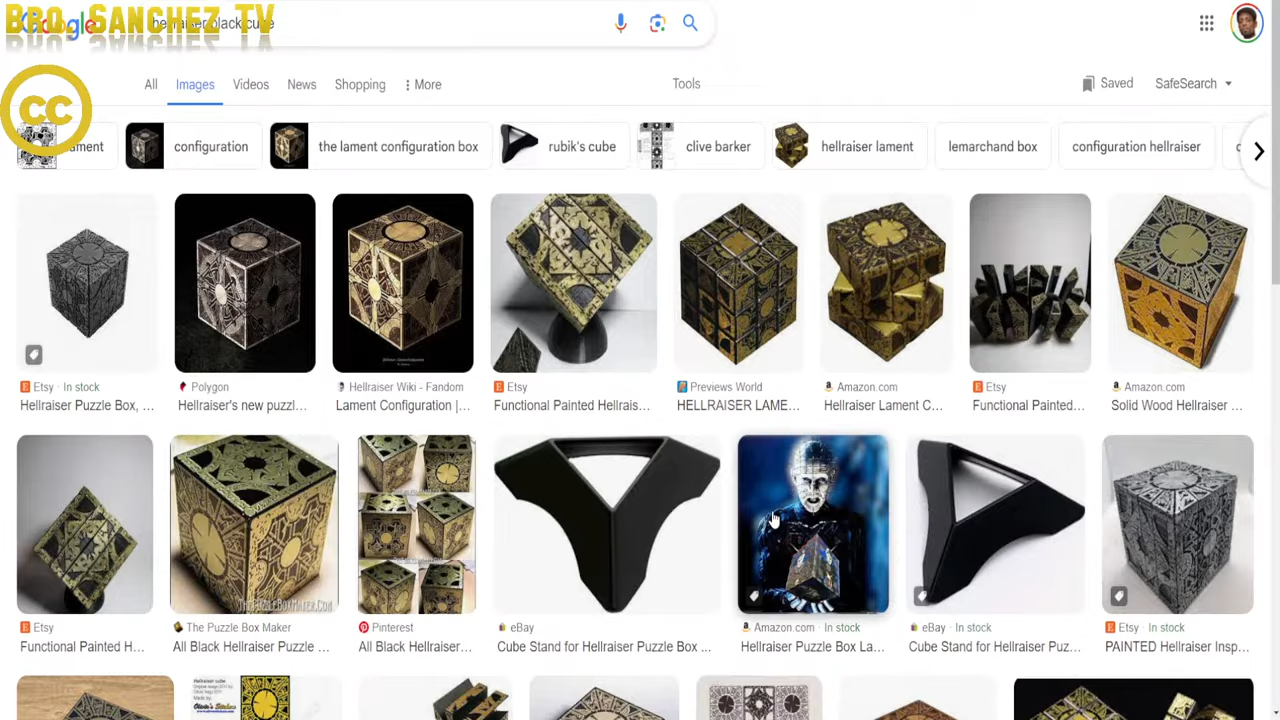 Bro. Sanchez TV
hellraiser black cube
CC
All
Images
Videos
News
Shopping
More
Tools
Saved
SafeSearch
ament
configuration
the lament configuration box
rubik's cube
clive barker
hellraiser lament
lemarchand box
configuration hellraiser
Etsy · In stock
Hellraiser Puzzle Box, ...
Polygon
Hellraiser's new puzzl...
Hellraiser Wiki - Fandom
Lament Configuration |...
Etsy
Functional Painted Hellrais...
Previews World
HELLRAISER LAME...
Amazon.com
Hellraiser Lament C...
Etsy
Functional Painted...
Amazon.com
Solid Wood Hellraiser ...
Etsy
Functional Painted H...
The Puzzle Box Maker
All Black Hellraiser Puzzle ...
ThePuzzleBoxMaker.Com
Pinterest
All Black Hellraiser...
eBay
Cube Stand for Hellraiser Puzzle Box ...
Amazon.com · In stock
Hellraiser Puzzle Box La...
eBay · In stock
Cube Stand for Hellraiser Puz...
Etsy · In stock
PAINTED Hellraiser Insp...
Hellraiser cube